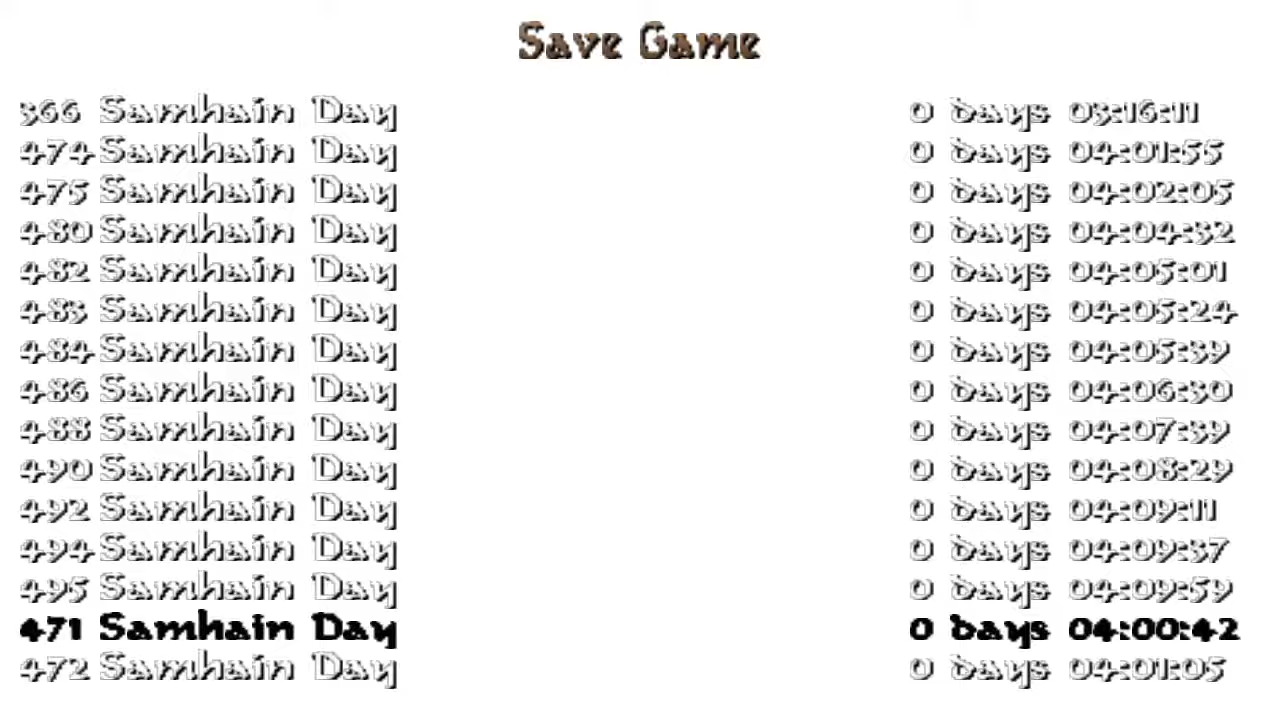 Save Game
366 Samhain Day 0 days 03:16:11
474 Samhain Day 0 days 04:01:55
475 Samhain Day 0 days 04:02:05
480 Samhain Day 0 days 04:04:32
482 Samhain Day 0 days 04:05:01
483 Samhain Day 0 days 04:05:24
484 Samhain Day 0 days 04:05:39
486 Samhain Day 0 days 04:06:30
488 Samhain Day 0 days 04:07:39
490 Samhain Day 0 days 04:08:29
492 Samhain Day 0 days 04:09:11
494 Samhain Day 0 days 04:09:37
495 Samhain Day 0 days 04:09:59
471 Samhain Day 0 days 04:00:42
472 Samhain Day 0 days 04:01:05